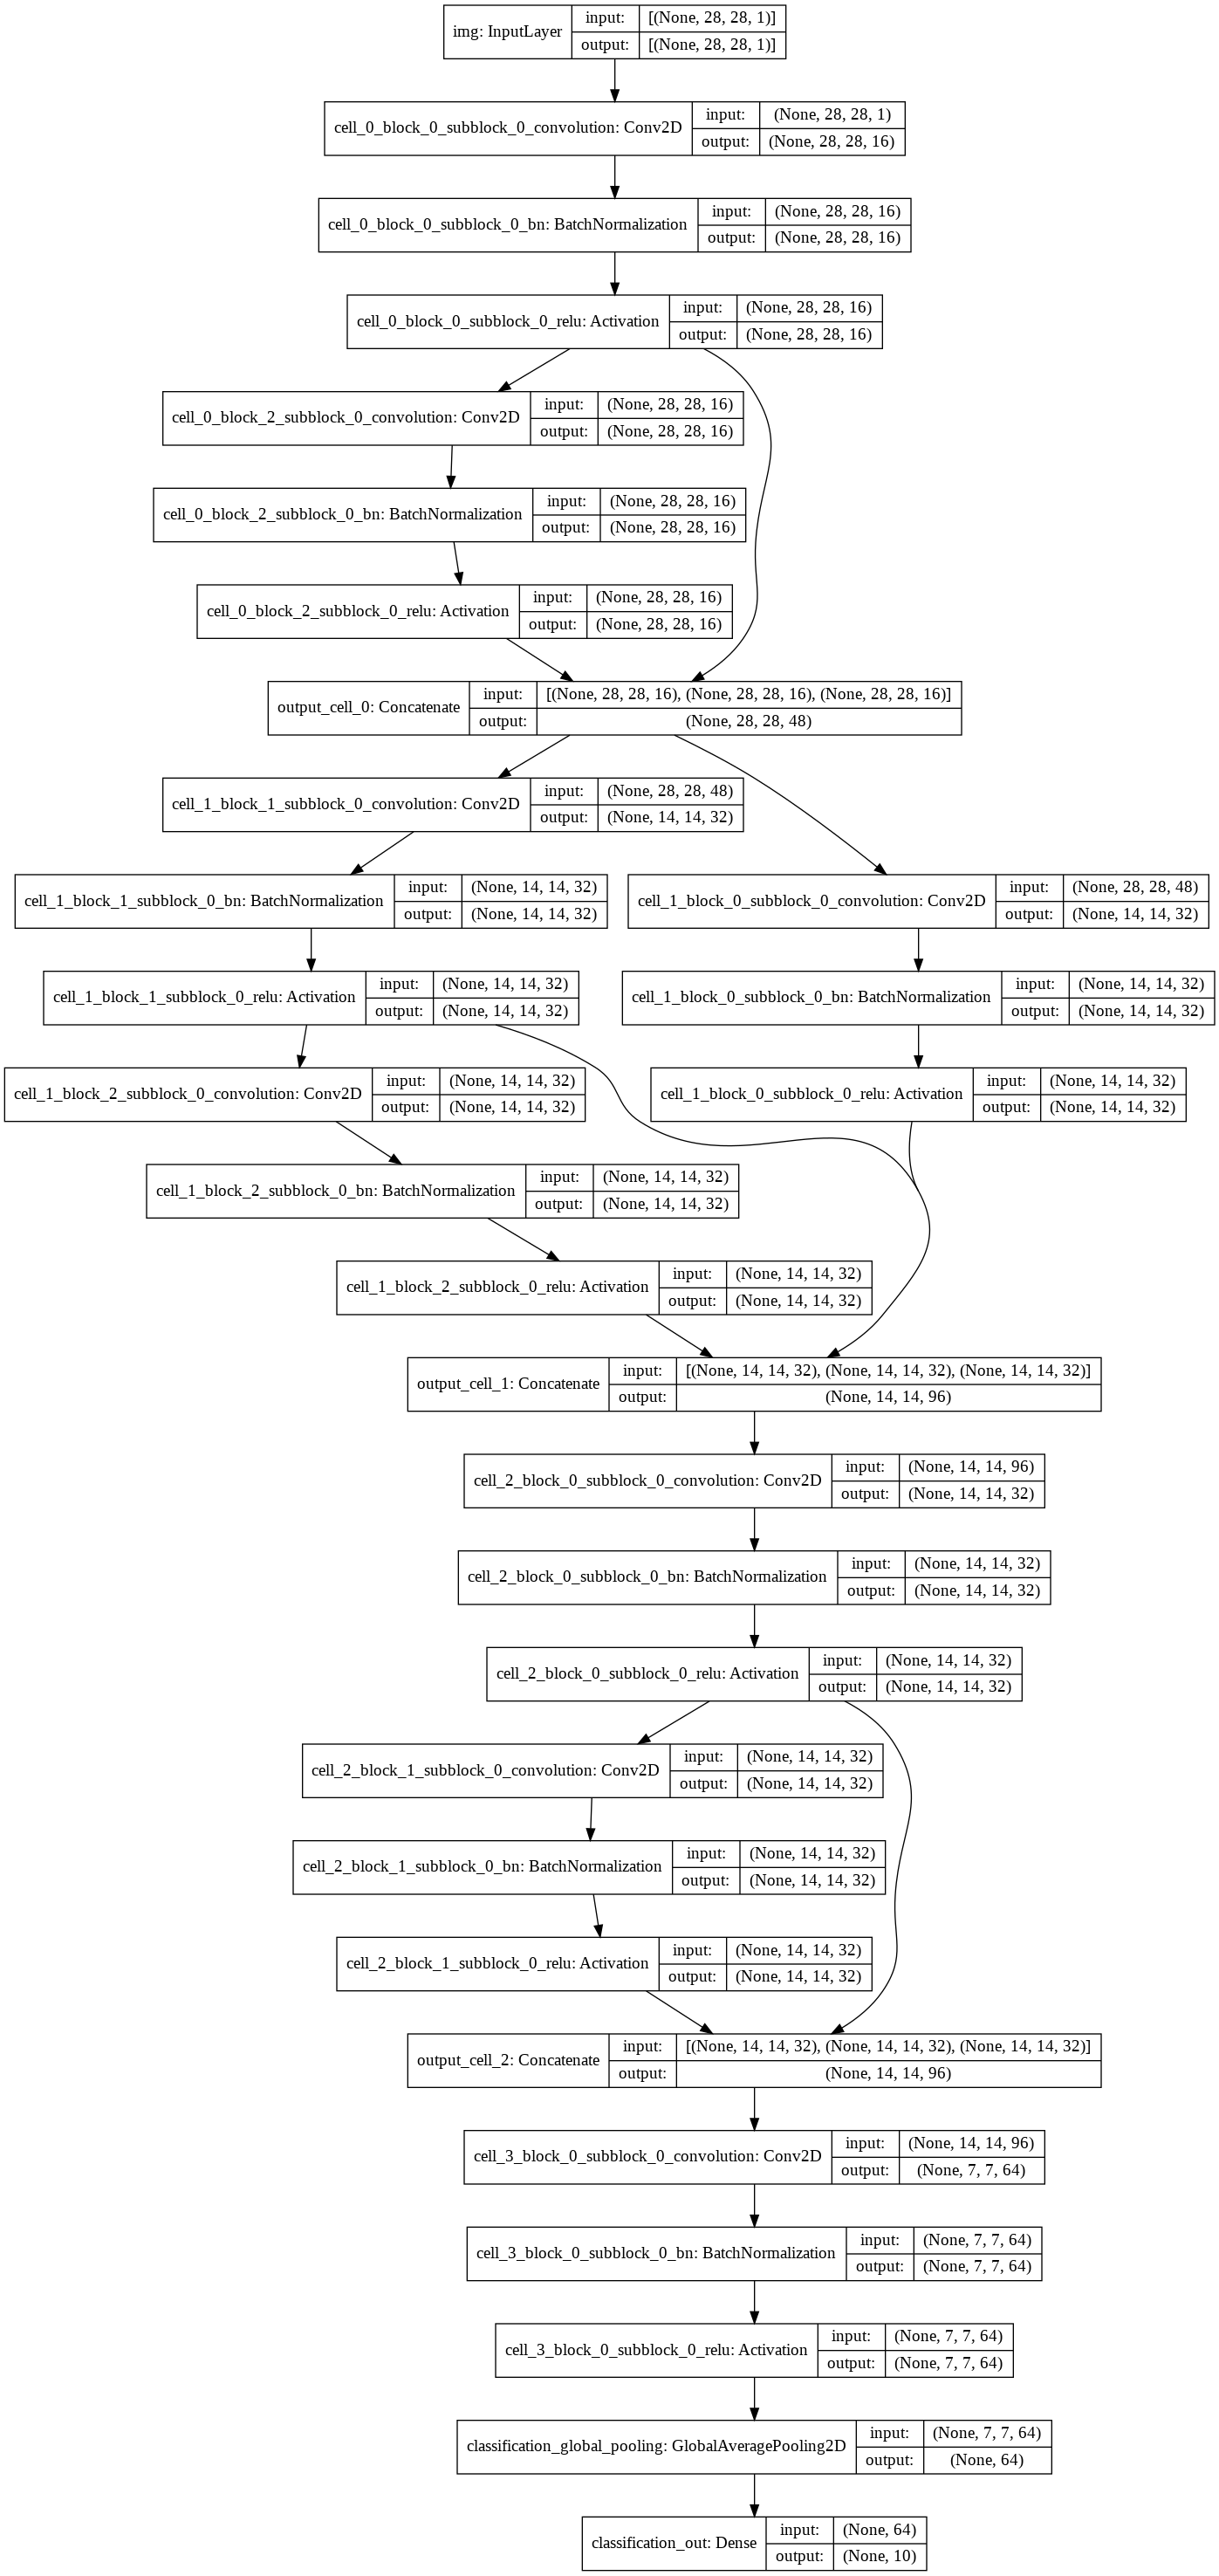 img: InputLayer
input: [(None, 28, 28, 1)]
output: [(None, 28, 28, 1)]
cell_0_block_0_subblock_0_convolution: Conv2D
input: (None, 28, 28, 1)
output: (None, 28, 28, 16)
cell_0_block_0_subblock_0_bn: BatchNormalization
input: (None, 28, 28, 16)
output: (None, 28, 28, 16)
cell_0_block_0_subblock_0_relu: Activation
input: (None, 28, 28, 16)
output: (None, 28, 28, 16)
cell_0_block_2_subblock_0_convolution: Conv2D
input: (None, 28, 28, 16)
output: (None, 28, 28, 16)
cell_0_block_2_subblock_0_bn: BatchNormalization
input: (None, 28, 28, 16)
output: (None, 28, 28, 16)
cell_0_block_2_subblock_0_relu: Activation
input: (None, 28, 28, 16)
output: (None, 28, 28, 16)
output_cell_0: Concatenate
input: [(None, 28, 28, 16), (None, 28, 28, 16), (None, 28, 28, 16)]
output: (None, 28, 28, 48)
cell_1_block_1_subblock_0_convolution: Conv2D
input: (None, 28, 28, 48)
output: (None, 14, 14, 32)
cell_1_block_1_subblock_0_bn: BatchNormalization
input: (None, 14, 14, 32)
output: (None, 14, 14, 32)
cell_1_block_0_subblock_0_convolution: Conv2D
input: (None, 28, 28, 48)
output: (None, 14, 14, 32)
cell_1_block_1_subblock_0_relu: Activation
input: (None, 14, 14, 32)
output: (None, 14, 14, 32)
cell_1_block_0_subblock_0_bn: BatchNormalization
input: (None, 14, 14, 32)
output: (None, 14, 14, 32)
cell_1_block_2_subblock_0_convolution: Conv2D
input: (None, 14, 14, 32)
output: (None, 14, 14, 32)
cell_1_block_0_subblock_0_relu: Activation
input: (None, 14, 14, 32)
output: (None, 14, 14, 32)
cell_1_block_2_subblock_0_bn: BatchNormalization
input: (None, 14, 14, 32)
output: (None, 14, 14, 32)
cell_1_block_2_subblock_0_relu: Activation
input: (None, 14, 14, 32)
output: (None, 14, 14, 32)
output_cell_1: Concatenate
input: [(None, 14, 14, 32), (None, 14, 14, 32), (None, 14, 14, 32)]
output: (None, 14, 14, 96)
cell_2_block_0_subblock_0_convolution: Conv2D
input: (None, 14, 14, 96)
output: (None, 14, 14, 32)
cell_2_block_0_subblock_0_bn: BatchNormalization
input: (None, 14, 14, 32)
output: (None, 14, 14, 32)
cell_2_block_0_subblock_0_relu: Activation
input: (None, 14, 14, 32)
output: (None, 14, 14, 32)
cell_2_block_1_subblock_0_convolution: Conv2D
input: (None, 14, 14, 32)
output: (None, 14, 14, 32)
cell_2_block_1_subblock_0_bn: BatchNormalization
input: (None, 14, 14, 32)
output: (None, 14, 14, 32)
cell_2_block_1_subblock_0_relu: Activation
input: (None, 14, 14, 32)
output: (None, 14, 14, 32)
output_cell_2: Concatenate
input: [(None, 14, 14, 32), (None, 14, 14, 32), (None, 14, 14, 32)]
output: (None, 14, 14, 96)
cell_3_block_0_subblock_0_convolution: Conv2D
input: (None, 14, 14, 96)
output: (None, 7, 7, 64)
cell_3_block_0_subblock_0_bn: BatchNormalization
input: (None, 7, 7, 64)
output: (None, 7, 7, 64)
cell_3_block_0_subblock_0_relu: Activation
input: (None, 7, 7, 64)
output: (None, 7, 7, 64)
classification_global_pooling: GlobalAveragePooling2D
input: (None, 7, 7, 64)
output: (None, 64)
classification_out: Dense
input: (None, 64)
output: (None, 10)